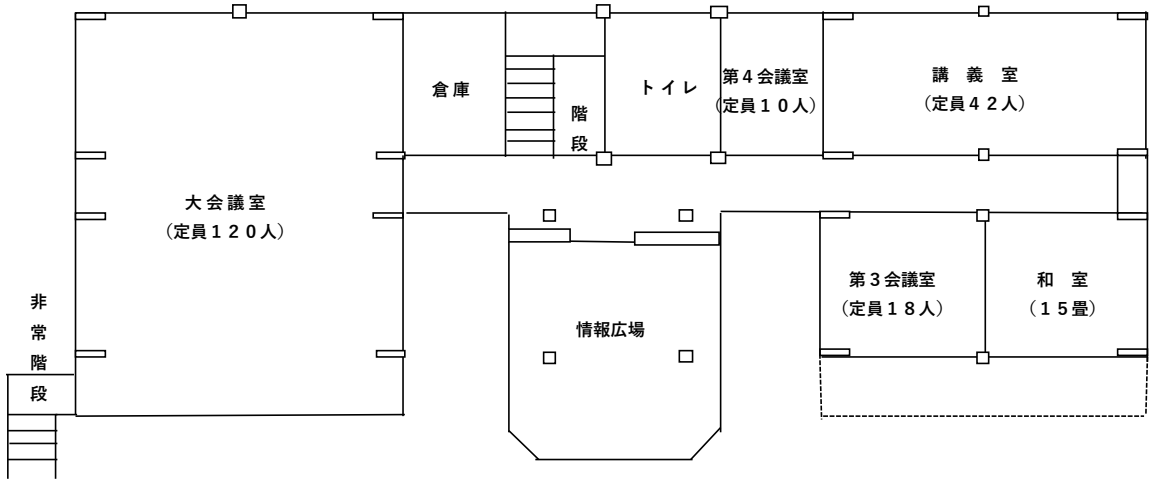 倉庫
階段
トイレ
第４会議室
（定員１０人）
講　義　室
（定員４２人）
大会議室
（定員１２０人）
非常階段
情報広場
第３会議室
（定員１８人）
和　室
（１５畳）